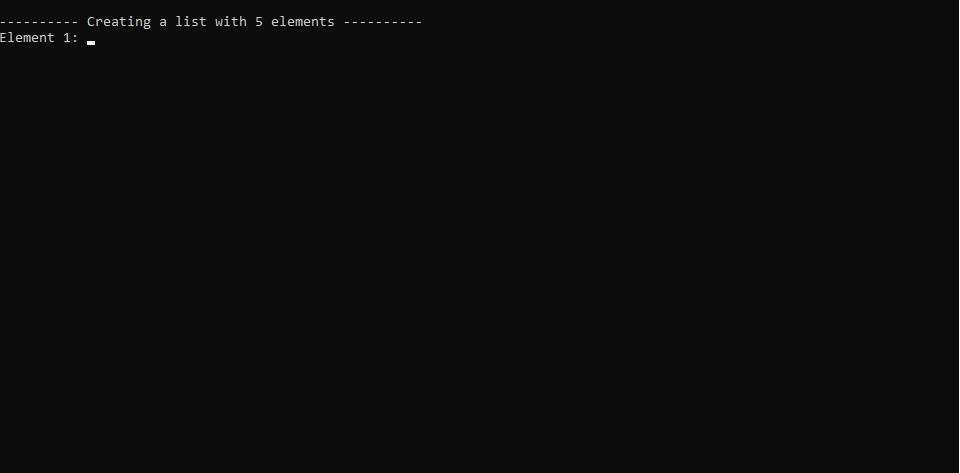 ---------- Creating a list with 5 elements ----------
Element 1: